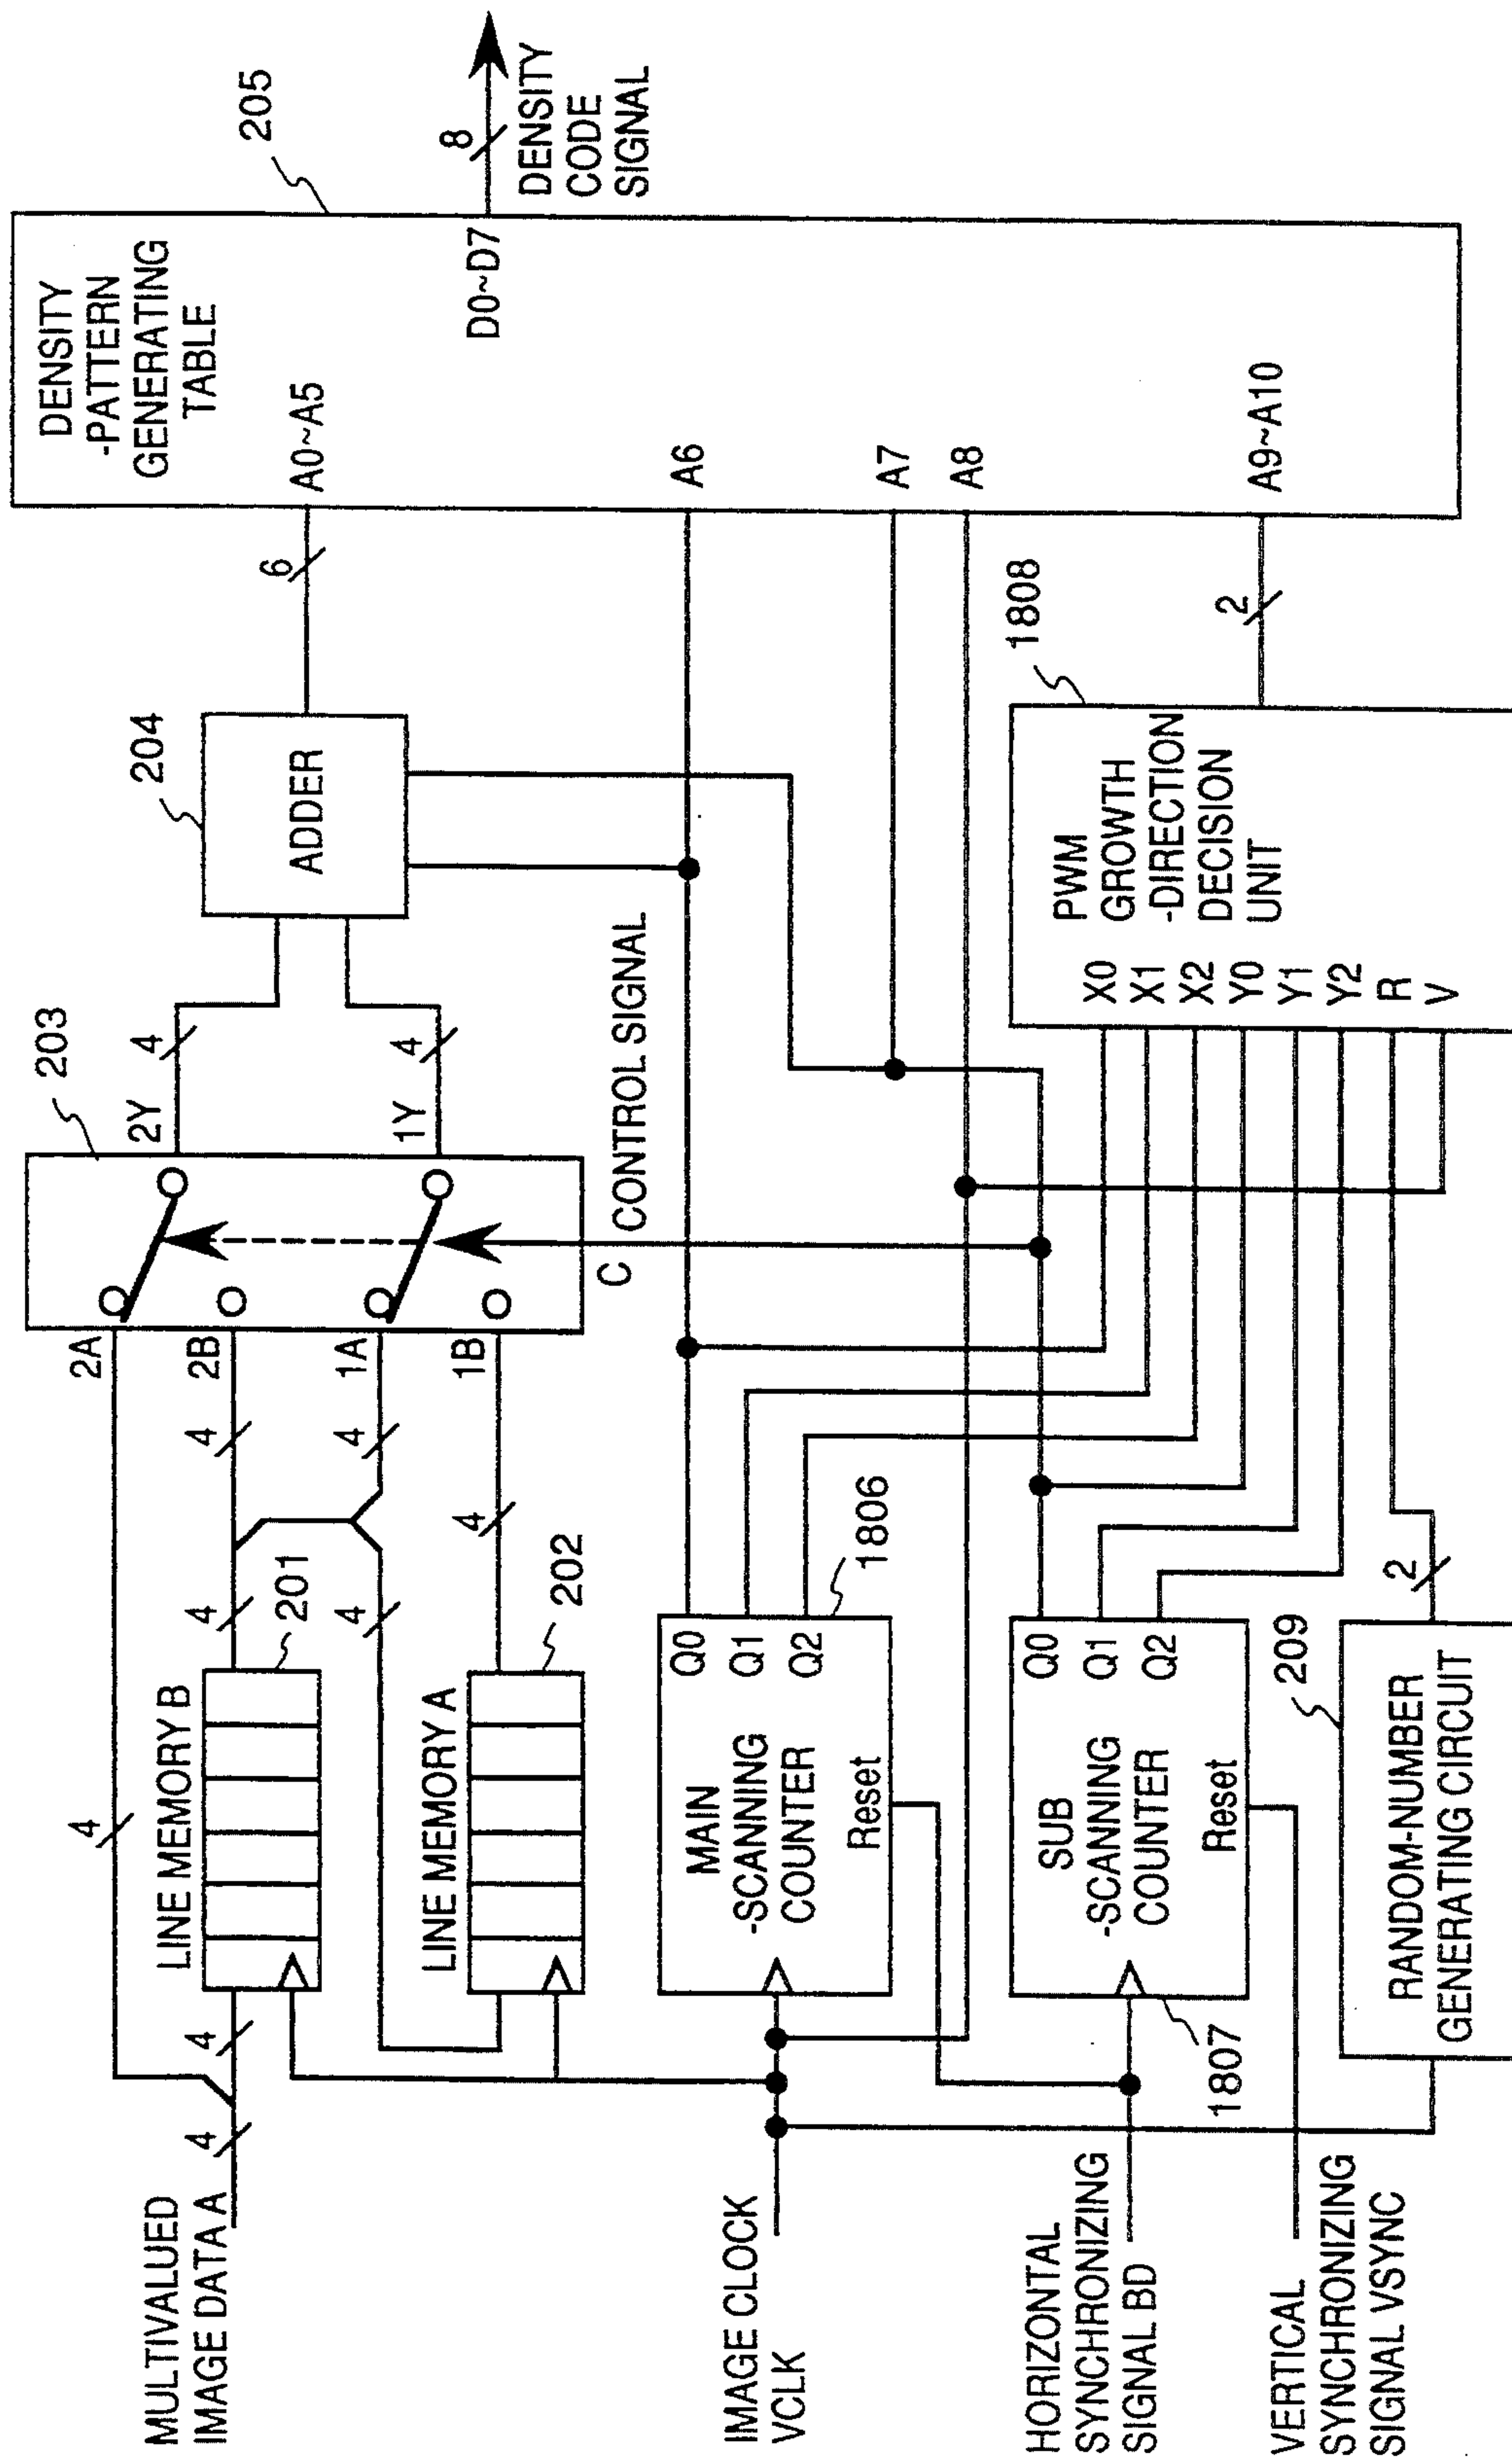 MULTIVALUED
IMAGE DATA A
4
4
4
LINE MEMORY B
201
4
4
2A
2B
4
4
1A
LINE MEMORY A
202
4
1B
203
2Y
4
1Y
4
C CONTROL SIGNAL
204
ADDER
6
DENSITY
-PATTERN
GENERATING
TABLE
205
A0~A5
A6
A7
A8
A9~A10
D0~D7
8
DENSITY
CODE
SIGNAL
IMAGE CLOCK
VCLK
MAIN
-SCANNING
COUNTER
Reset
Q0
Q1
Q2
1806
HORIZONTAL
SYNCHRONIZING
SIGNAL BD
1807
SUB
-SCANNING
COUNTER
Reset
Q0
Q1
Q2
VERTICAL
SYNCHRONIZING
SIGNAL VSYNC
209
RANDOM-NUMBER
GENERATING CIRCUIT
2
X0
X1
X2
Y0
Y1
Y2
R
V
PWM
GROWTH
-DIRECTION
DECISION
UNIT
1808
2